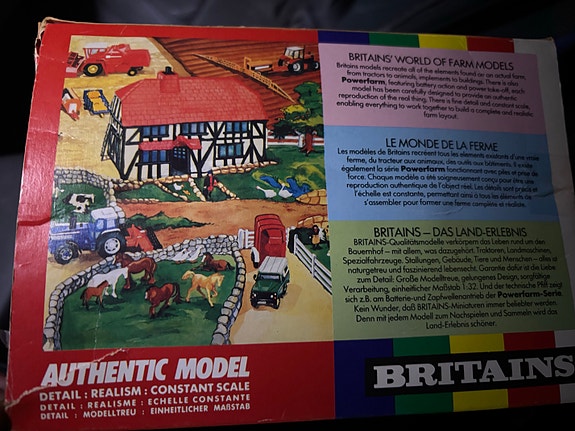 BRITAINS' WORLD OF FARM MODELS
Britains models recreate all of the elements found on an actual farm,
from tractors to animals, implements to buildings. There is also
Powerfarm, featuring battery action and power take-off, each
model has been carefully designed to provide an authentic
reproduction of the real thing. There is fine detail and constant scale,
enabling everything to work together to build a complete and realistic
farm layout.
LE MONDE DE LA FERME
Les modèles de Britains recréent tous les élements existants d'une vraie
ferme, du tracteur aux animaux, des outils aux bâtiments. Il existe
également la série Powerfarm fonctionnant avec piles et prise de
force. Chaque modèle a été soigneusement conçu pour être une
reproduction authentique de l'objet réel. Les détails sont précis et
l'échelle est constante, permettant ainsi à tous les éléments de
s'assembler pour former une ferme complète et réaliste.
BRITAINS – DAS LAND-ERLEBNIS
BRITAINS-Qualitätsmodelle verkörpern das Leben rund um den
Bauernhof – mit allem, was dazugehört. Traktoren, Landmaschinen,
Spezialfahrzeuge, Stallungen, Gebäude, Tiere und Menschen – alles ist
naturgetreu und faszinierend lebensecht. Garantie dafür ist die Liebe
zum Detail: Große Modelltreue, gelungenes Design, sorgfältige
Verarbeitung, einheitlicher Maßstab 1:32. Und der technische Pfiff zeigt
sich z.B. am Batterie-und Zapfwellenantrieb der Powerfarm-Serie.
Kein Wunder, daß BRITAINS-Miniaturen immer beliebter werden.
Denn mit jedem Modell zum Nachspielen und Sammeln wird das
Land-Erlebnis schöner.
AUTHENTIC MODEL
DETAIL : REALISM : CONSTANT SCALE
DETAIL : REALISME : ECHELLE CONSTANTE
DETAIL : MODELLTREU : EINHEITLICHER MAßSTAB
BRITAINS